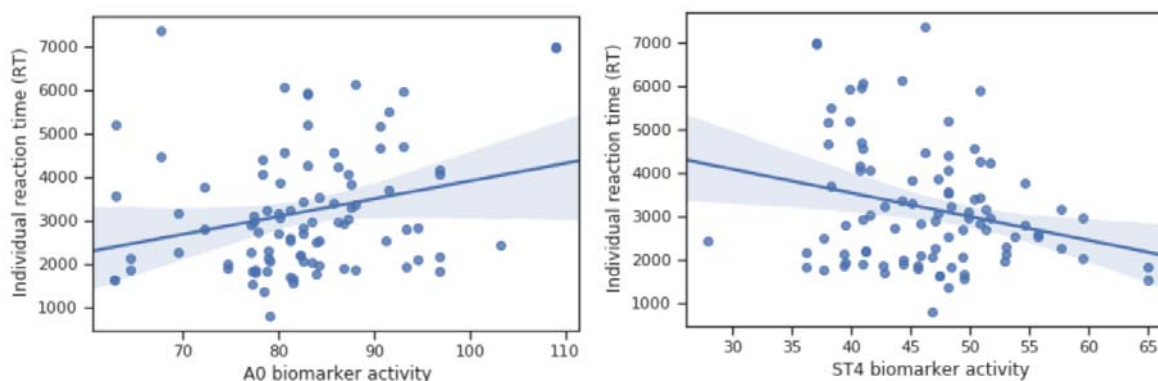 Individual reaction time (RT)
7000
6000
5000
4000
3000
2000
1000
70 80 90 100 110
A0 biomarker activity
Individual reaction time (RT)
7000
6000
5000
4000
3000
2000
1000
30 35 40 45 50 55 60 65
ST4 biomarker activity